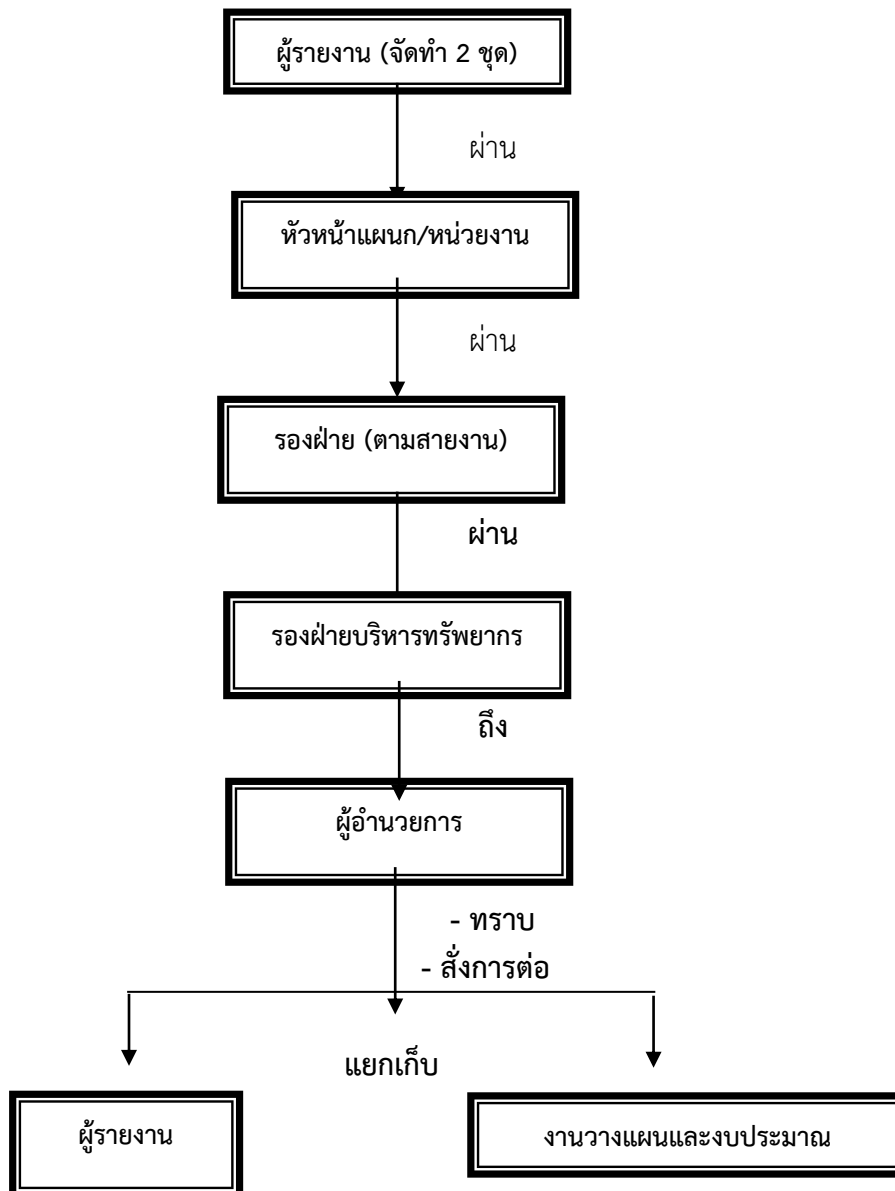 ผู้รายงาน (จัดทำ 2 ชุด)
ผ่าน
หัวหน้าแผนก/หน่วยงาน
ผ่าน
รองฝ่าย (ตามสายงาน)
ผ่าน
รองฝ่ายบริหารทรัพยากร
ถึง
ผู้อำนวยการ
- ทราบ
- สั่งการต่อ
แยกเก็บ
ผู้รายงาน
งานวางแผนและงบประมาณ